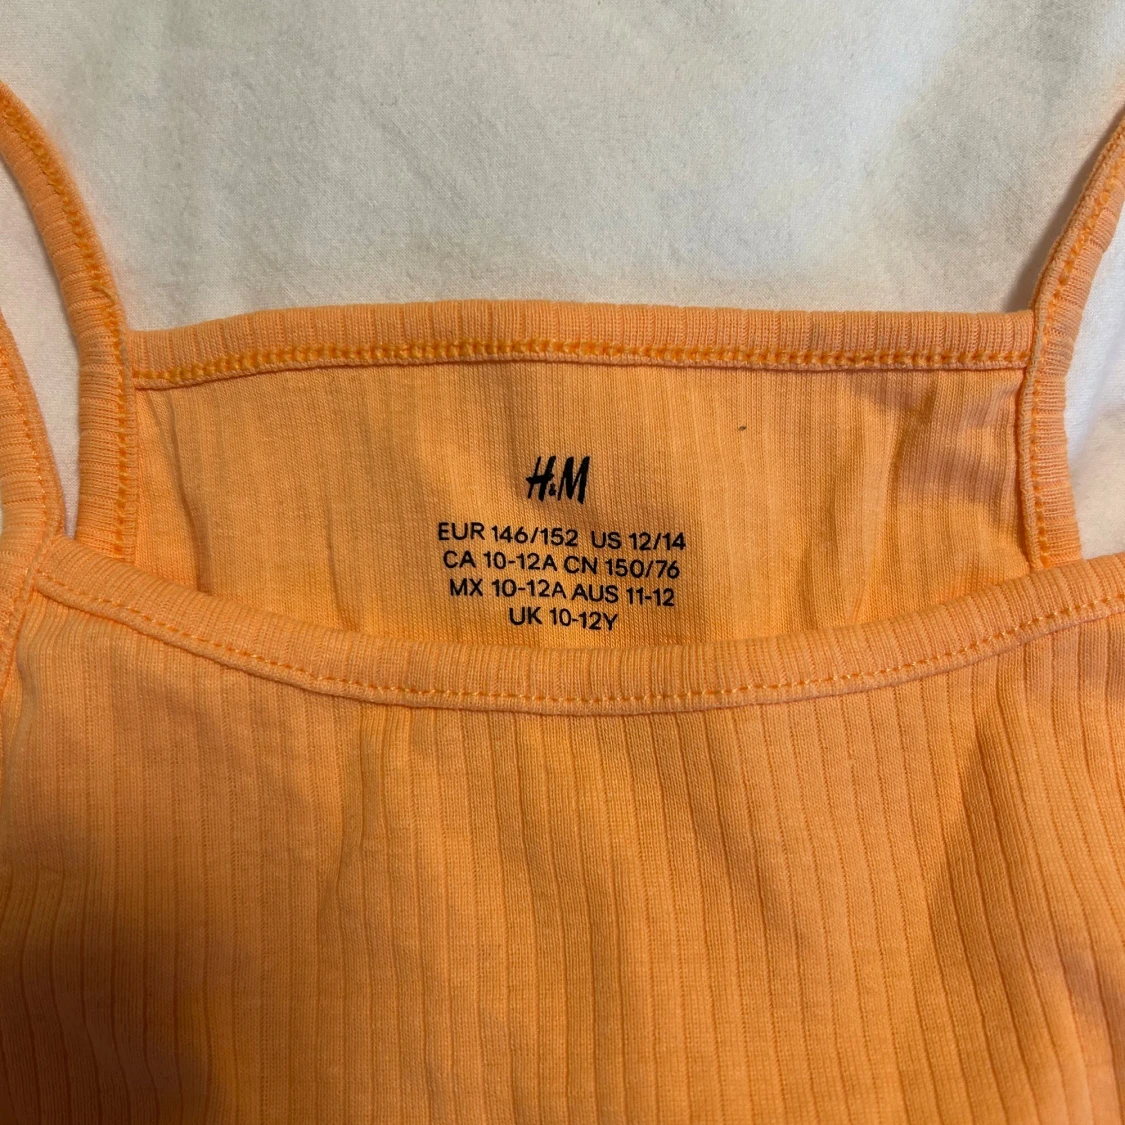 H&M
EUR 146/152 US 12/14
CA 10-12A CN 150/76
MX 10-12A AUS 11-12
UK 10-12Y